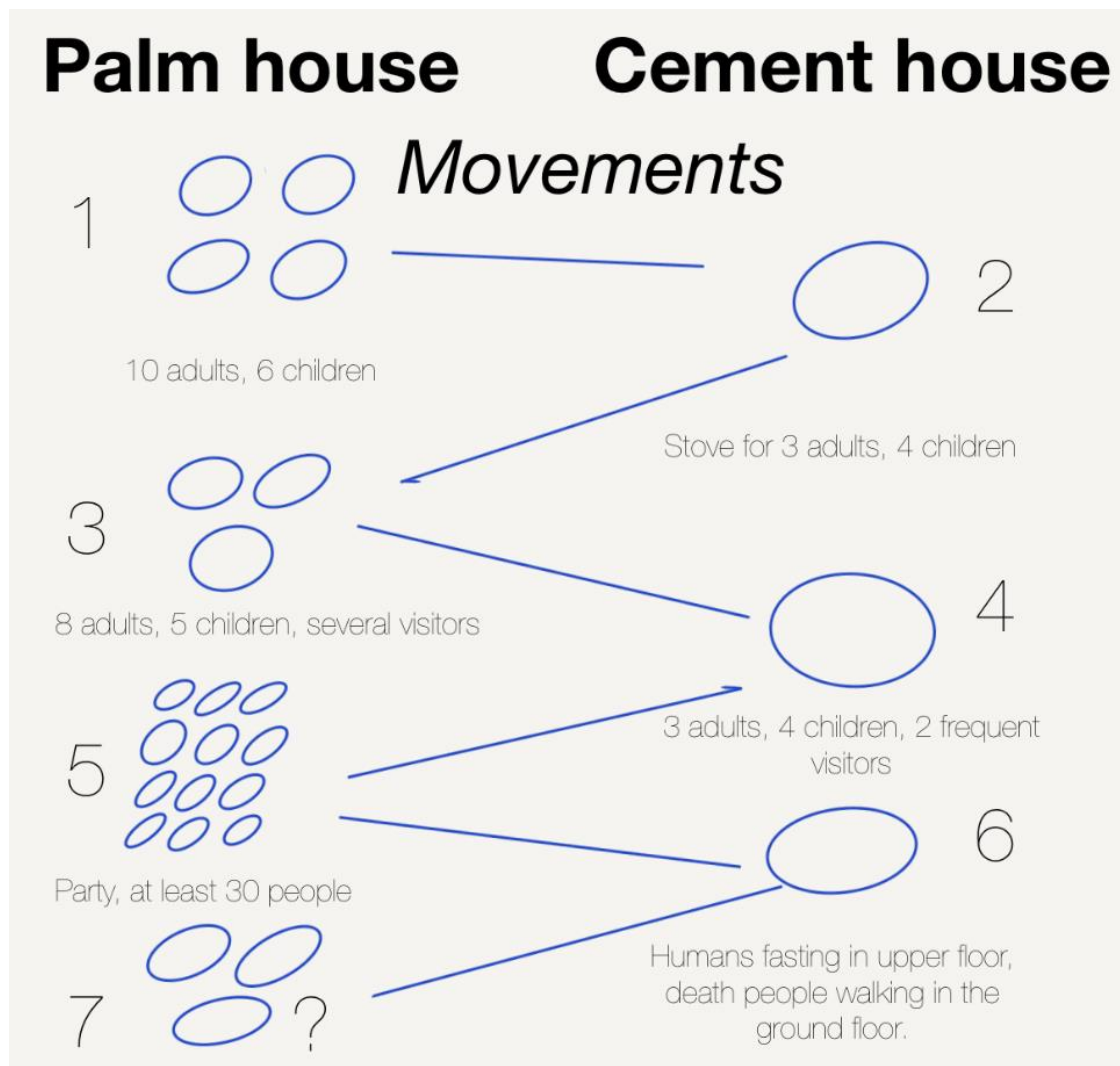 Palm house
Cement house
Movements
1
10 adults, 6 children
2
Stove for 3 adults, 4 children
3
8 adults, 5 children, several visitors
4
3 adults, 4 children, 2 frequent
visitors
5
Party, at least 30 people
6
Humans fasting in upper floor,
death people walking in the
ground floor.
7
?